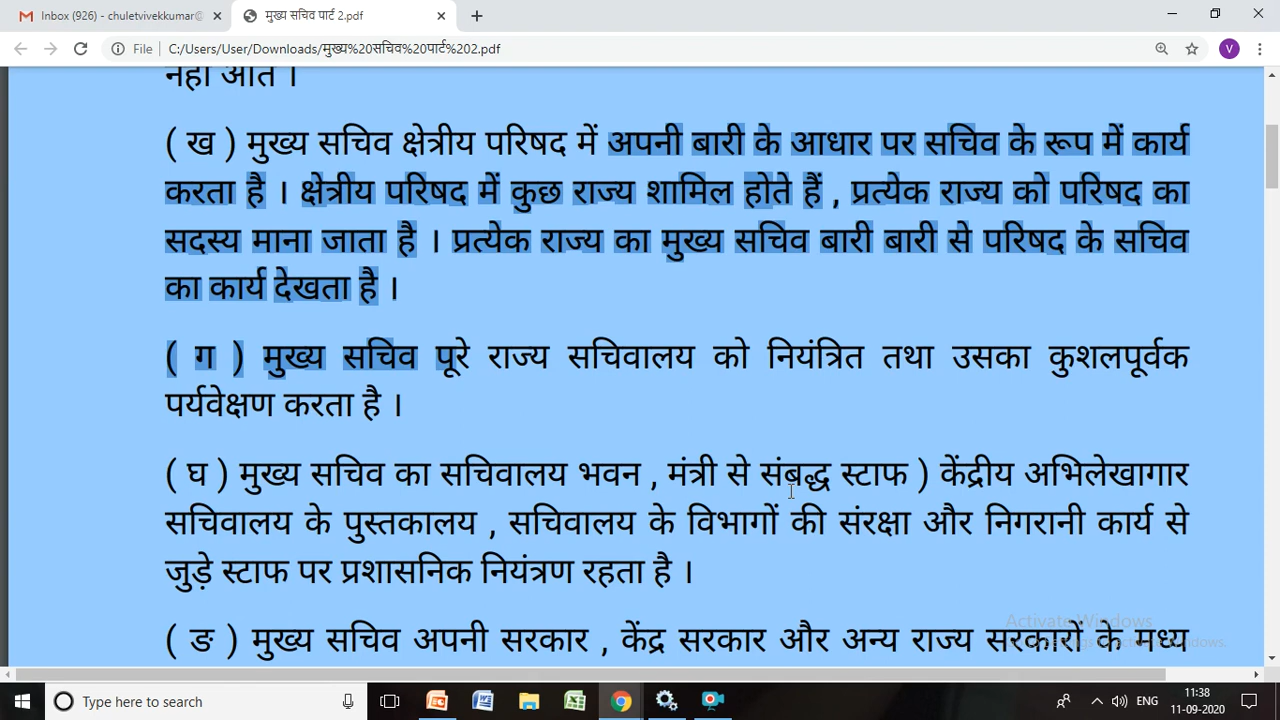 Inbox (926) - chuletvivekkumar@
मुख्य सचिव पार्ट 2.pdf
File
C:/Users/User/Downloads/मुख्य%20सचिव%20पार्ट%202.pdf
V
( ख ) मुख्य सचिव क्षेत्रीय परिषद में अपनी बारी के आधार पर सचिव के रूप में कार्य
करता है । क्षेत्रीय परिषद में कुछ राज्य शामिल होते हैं , प्रत्येक राज्य को परिषद का
सदस्य माना जाता है । प्रत्येक राज्य का मुख्य सचिव बारी बारी से परिषद के सचिव
का कार्य देखता है ।
( ग ) मुख्य सचिव पूरे राज्य सचिवालय को नियंत्रित तथा उसका कुशलपूर्वक
पर्यवेक्षण करता है ।
( घ ) मुख्य सचिव का सचिवालय भवन , मंत्री से संबद्ध स्टाफ ) केंद्रीय अभिलेखागार
सचिवालय के पुस्तकालय , सचिवालय के विभागों की संरक्षा और निगरानी कार्य से
जुड़े स्टाफ पर प्रशासनिक नियंत्रण रहता है ।
Activate Windows
( ङ ) मुख्य सचिव अपनी सरकार , केंद्र सरकार और अन्य राज्य सरकारों के मध्य
Type here to search
ENG
11:38
11-09-2020